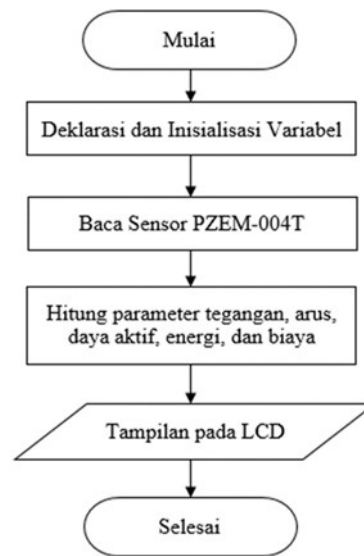 Mulai
Deklarasi dan Inisialisasi Variabel
Baca Sensor PZEM-004T
Hitung parameter tegangan, arus,
daya aktif, energi, dan biaya
Tampilan pada LCD
Selesai